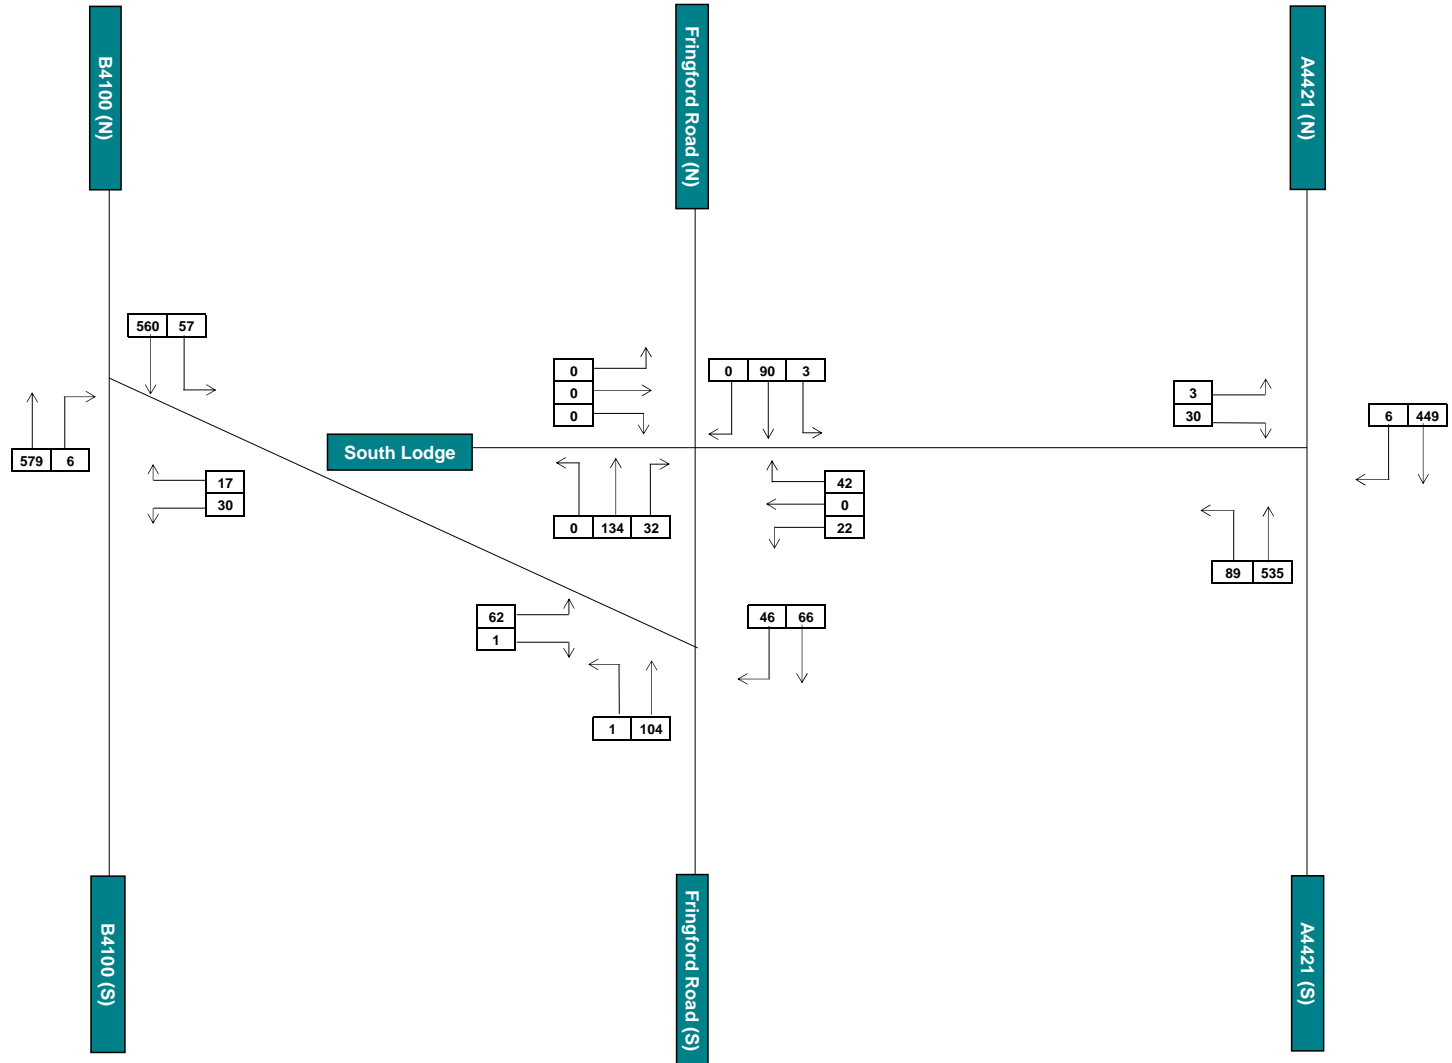 B4100 (N)
Fringford Road (N)
A4421 (N)
560 57
0
0
0
0 90 3
3
30
6 449
579 6
South Lodge
17
30
0 134 32
42
0
22
89 535
62
1
46 66
1 104
B4100 (S)
Fringford Road (S)
A4421 (S)